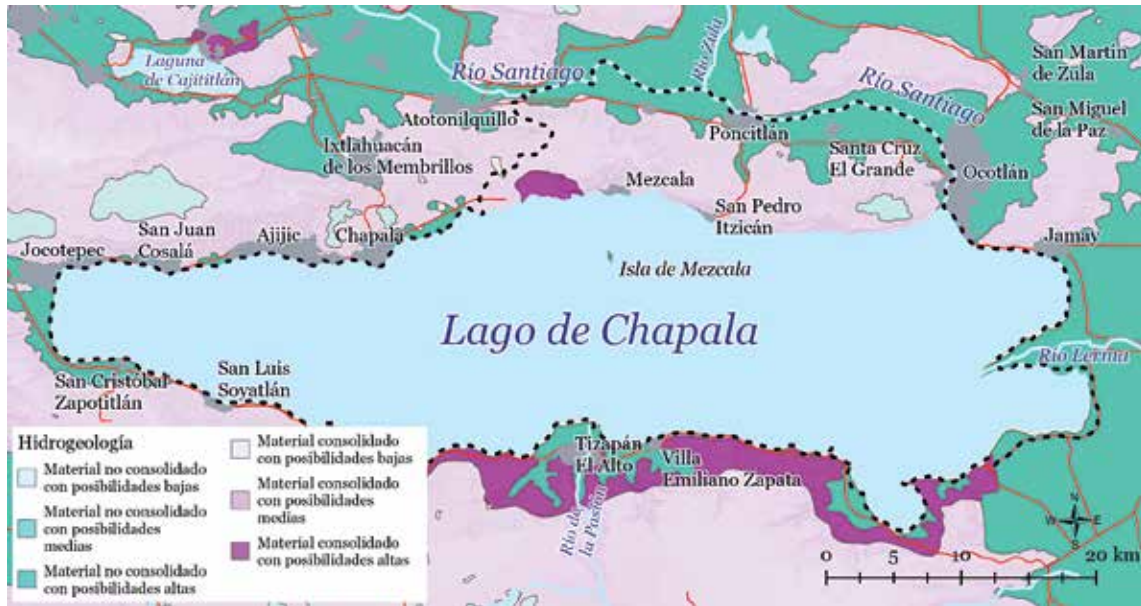 Laguna
de Cajititlán
Río Santiago
Río Zula
San Martín
de Zula
Río Santiago
San Miguel
de la Paz
Atotonilquillo
Poncitlán
Ixtlahuacán
de los Membrillos
Santa Cruz
El Grande
Ocotlán
Mezcala
San Pedro
Itzicán
San Juan
Cosalá
Ajijic
Chapala
Jocotepec
Jamay
Isla de Mezcala
Lago de Chapala
Río Lerma
San Cristóbal
Zapotitlán
San Luis
Soyatlán
Tizapán
El Alto
Villa
Emiliano Zapata
Río de
la Pasión
Hidrogeología
Material no consolidado
con posibilidades bajas
Material no consolidado
con posibilidades
medias
Material no consolidado
con posibilidades altas
Material consolidado
con posibilidades bajas
Material consolidado
con posibilidades
medias
Material consolidado
con posibilidades altas
N
W E
S
0 5 10 20 km